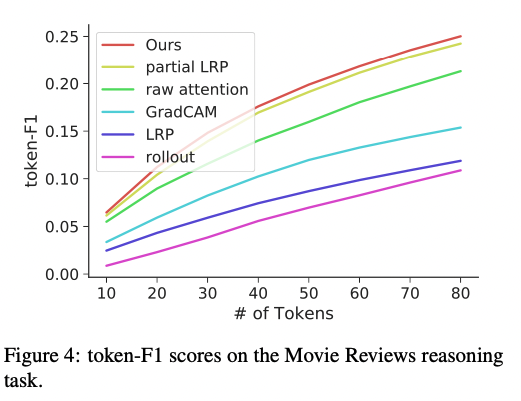 0.25
0.20
0.15
0.10
0.05
0.00
token-F1
Ours
partial LRP
raw attention
GradCAM
LRP
rollout
10 20 30 40 50 60 70 80
# of Tokens
Figure 4: token-F1 scores on the Movie Reviews reasoning
task.